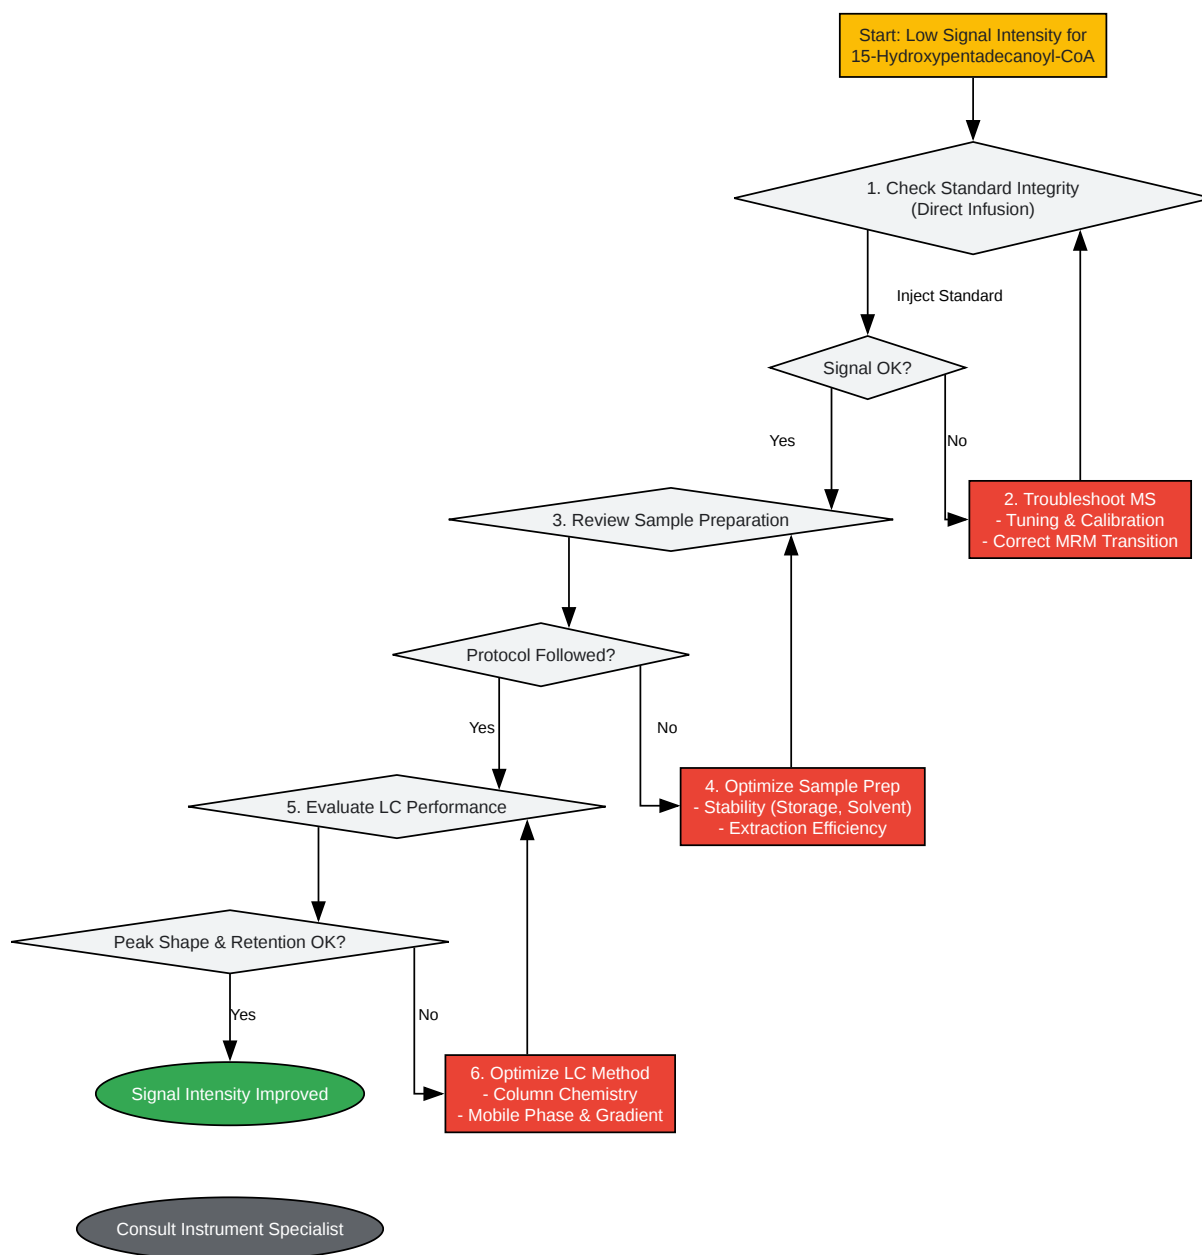 Start: Low Signal Intensity for
15-Hydroxypentadecanoyl-CoA
1. Check Standard Integrity
(Direct Infusion)
Inject Standard
Signal OK?
Yes
No
2. Troubleshoot MS
- Tuning & Calibration
- Correct MRM Transition
3. Review Sample Preparation
Protocol Followed?
Yes
No
4. Optimize Sample Prep
- Stability (Storage, Solvent)
- Extraction Efficiency
5. Evaluate LC Performance
Peak Shape & Retention OK?
Yes
No
6. Optimize LC Method
- Column Chemistry
- Mobile Phase & Gradient
Signal Intensity Improved
Consult Instrument Specialist